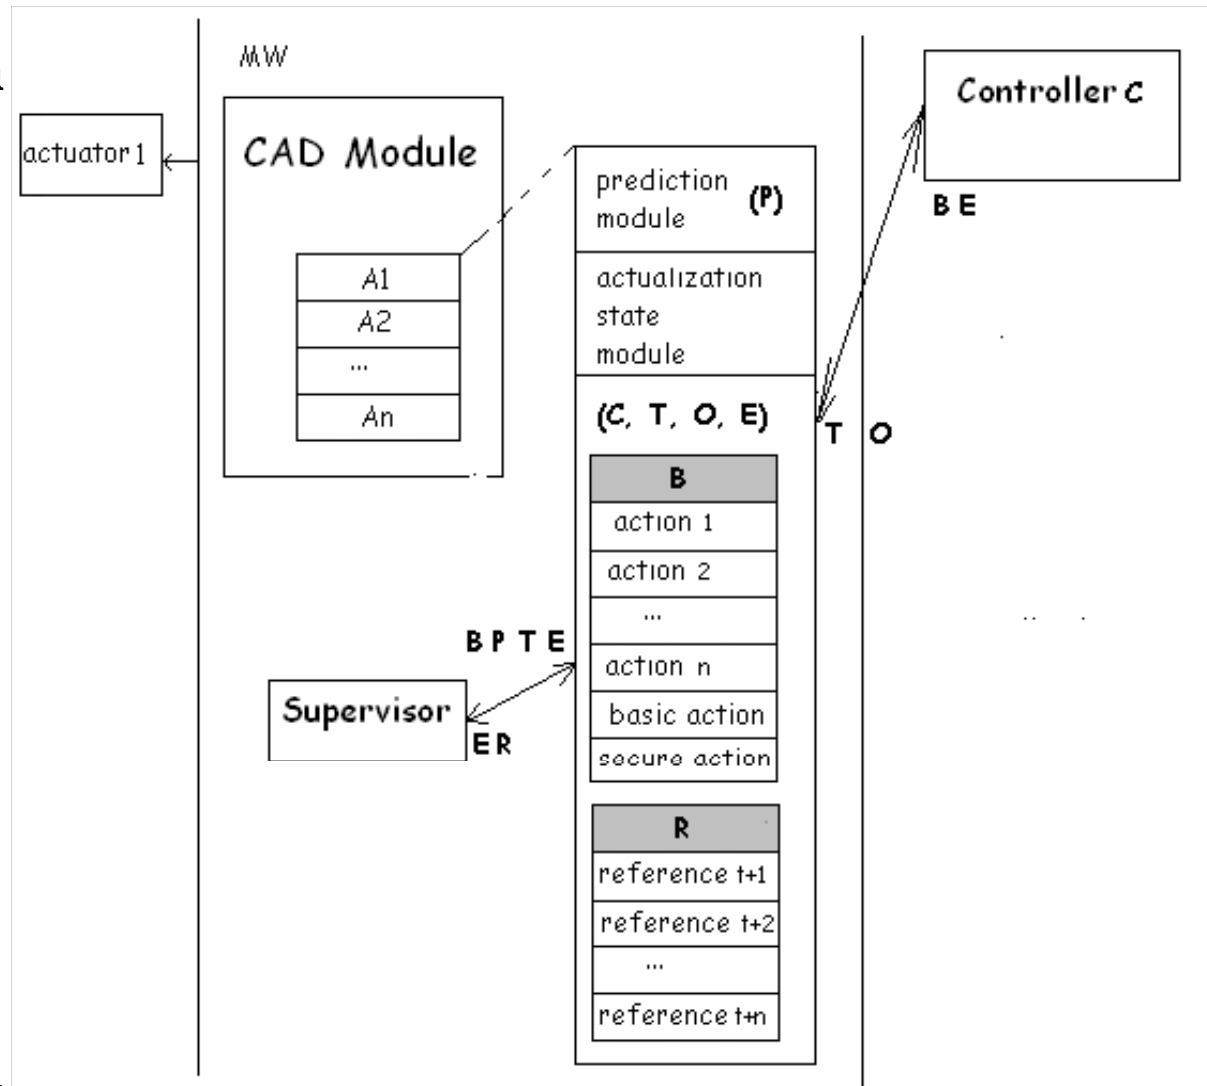 MW
actuator 1
CAD Module
A1
A2
...
An
prediction
module
(P)
actualization
state
module
(C, T, O, E)
B
action 1
action 2
...
action n
basic action
secure action
R
reference t+1
reference t+2
...
reference t+n
Supervisor
B P T E
E R
T O
Controller C
B E